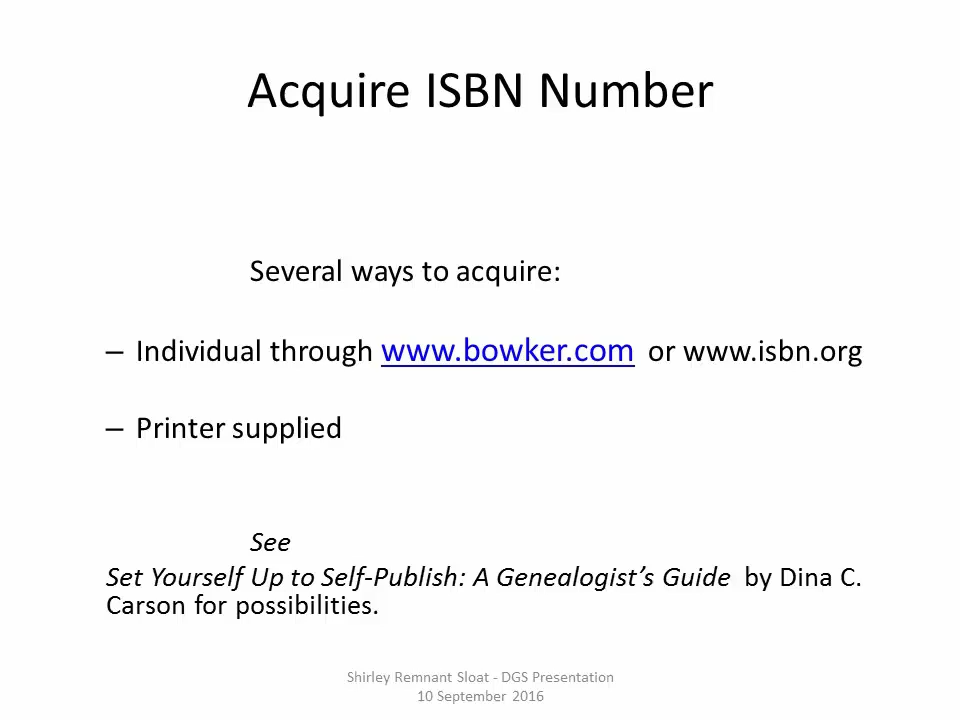 Acquire ISBN Number
Several ways to acquire:
– Individual through www.bowker.com or www.isbn.org
– Printer supplied
See
Set Yourself Up to Self-Publish: A Genealogist’s Guide by Dina C.
Carson for possibilities.
Shirley Remnant Sloat - DGS Presentation
10 September 2016